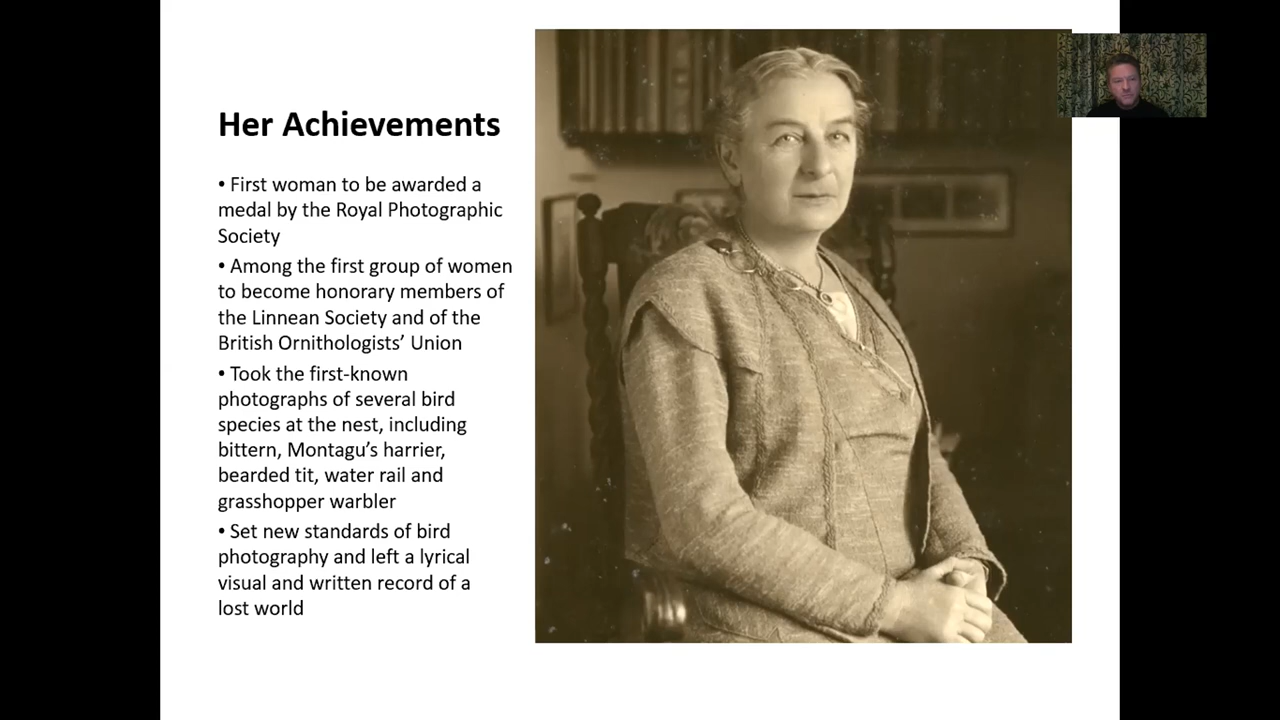 Her Achievements
• First woman to be awarded a
medal by the Royal Photographic
Society
• Among the first group of women
to become honorary members of
the Linnean Society and of the
British Ornithologists’ Union
• Took the first-known
photographs of several bird
species at the nest, including
bittern, Montagu’s harrier,
bearded tit, water rail and
grasshopper warbler
• Set new standards of bird
photography and left a lyrical
visual and written record of a
lost world